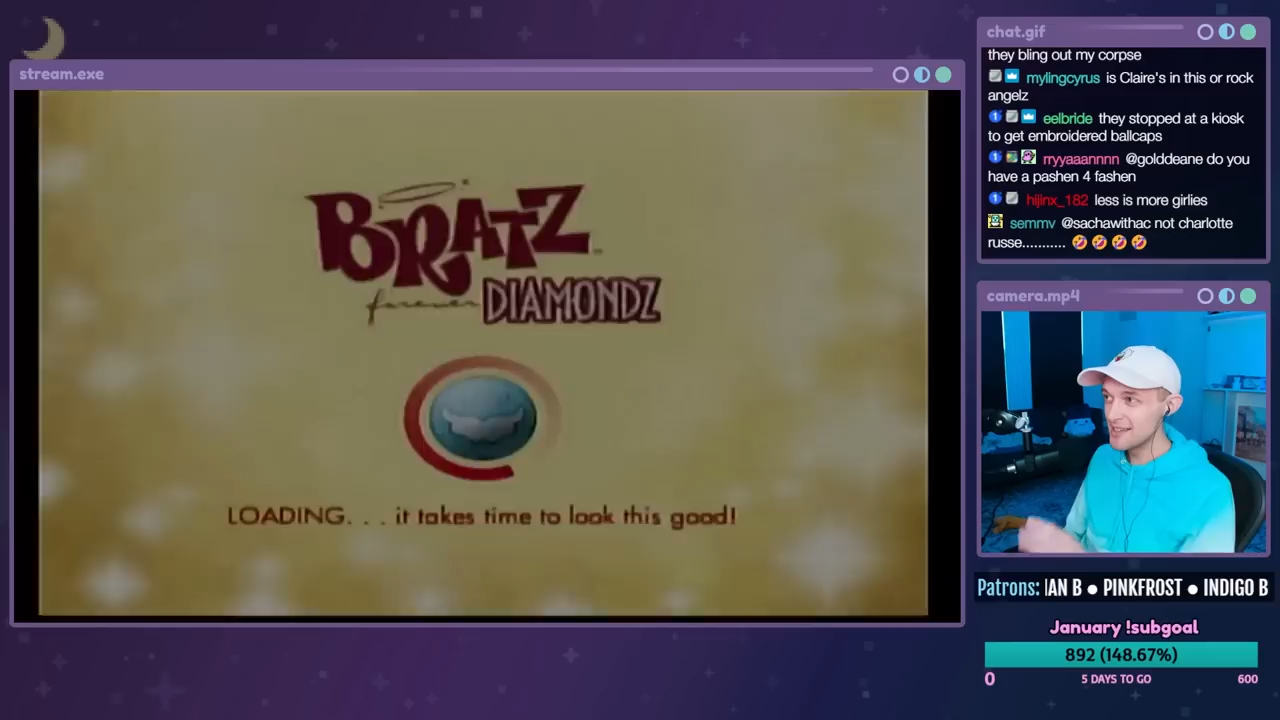 stream.exe
BRATZ
forever DIAMONDZ
LOADING. . . it takes time to look this good!
chat.gif
they bling out my corpse
mylingcyrus is Claire's in this or rock
angelz
1 eelbride they stopped at a kiosk
to get embroidered ballcaps
1 rryyaaannnn @golddeane do you
have a pashen 4 fashen
1 hijinx_182 less is more girlies
semmv @sachawithac not charlotte
russe.......... 🤣 🤣 🤣 🤣
camera.mp4
Patrons: IAN B ● PINKFROST ● INDIGO B
January !subgoal
892 (148.67%)
0 5 DAYS TO GO 600